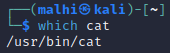 ┌──(malhi㉿kali)-[~]
└─$ which cat
/usr/bin/cat